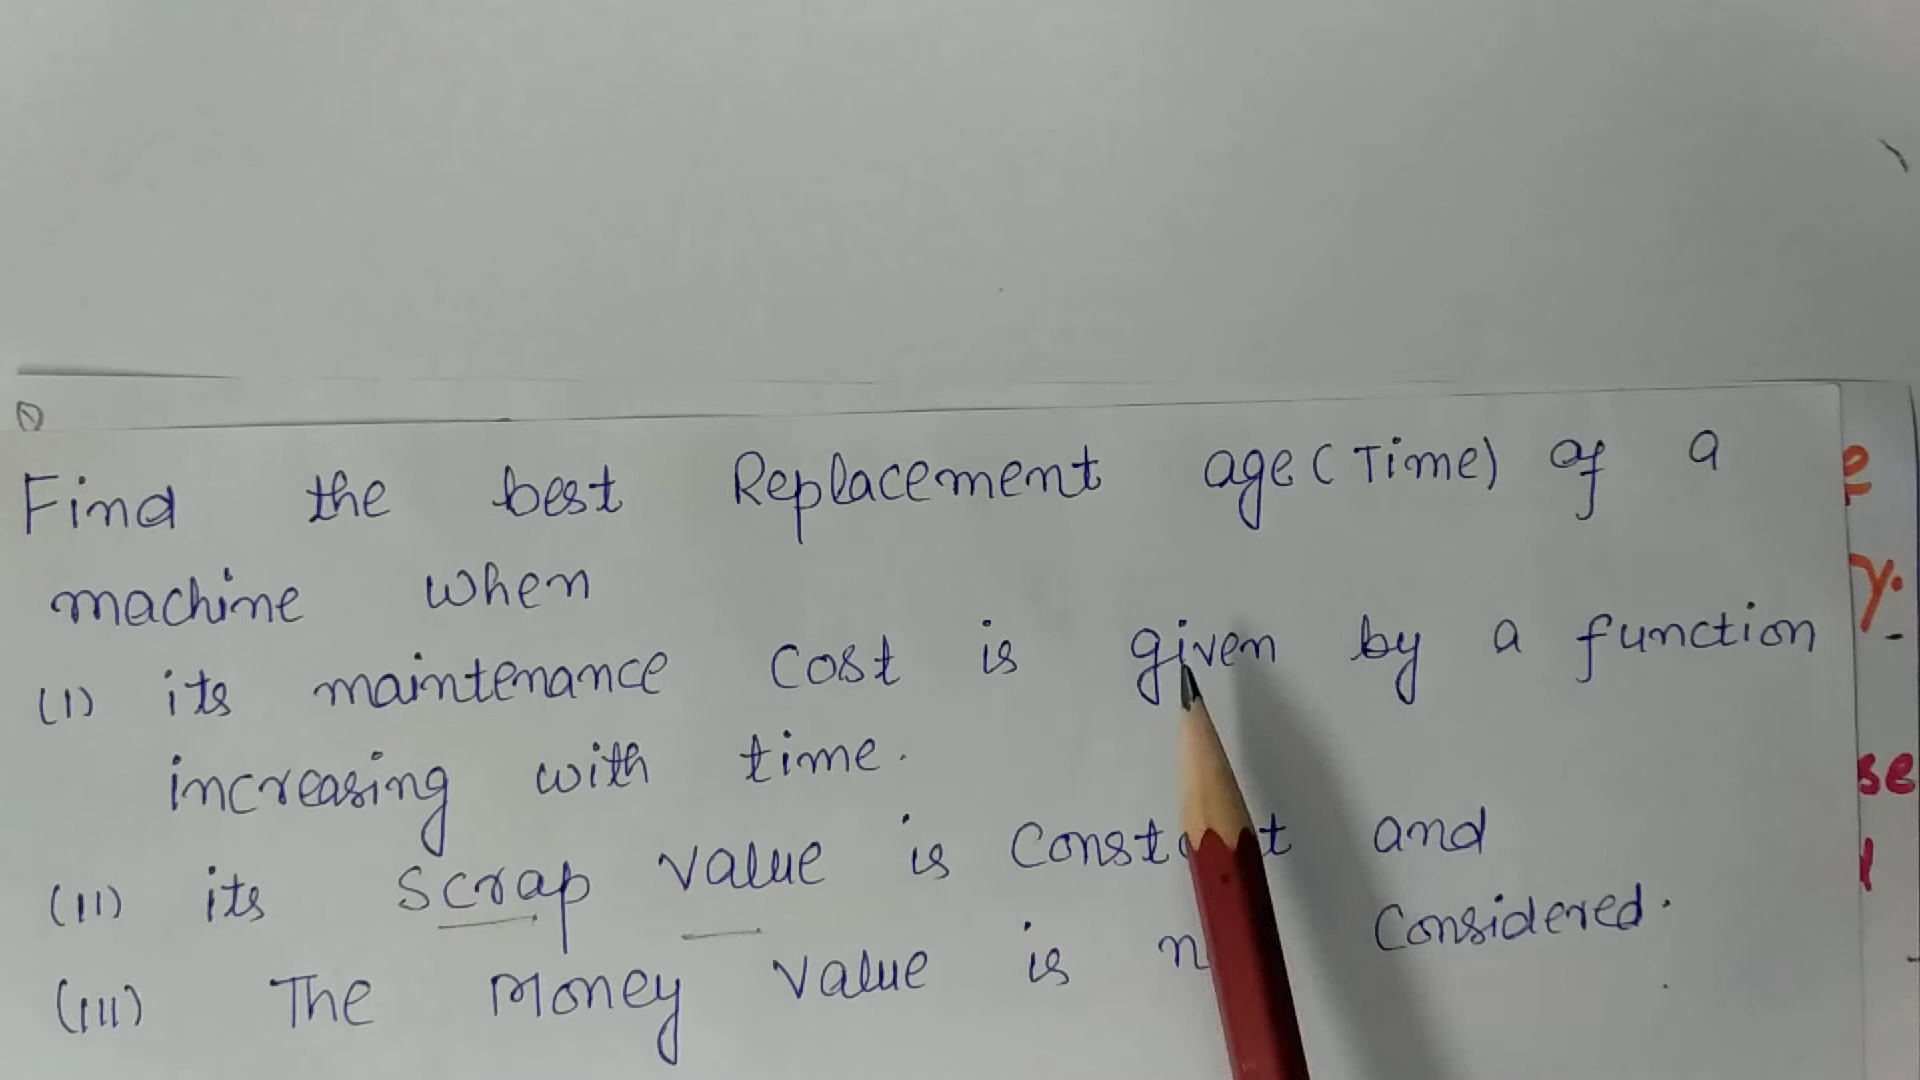 Find the best Replacement age (Time) of a
machine when
(I) its maintenance cost is given by a function
increasing with time.
(II) its scrap value is and
(III) The Money value is considered.